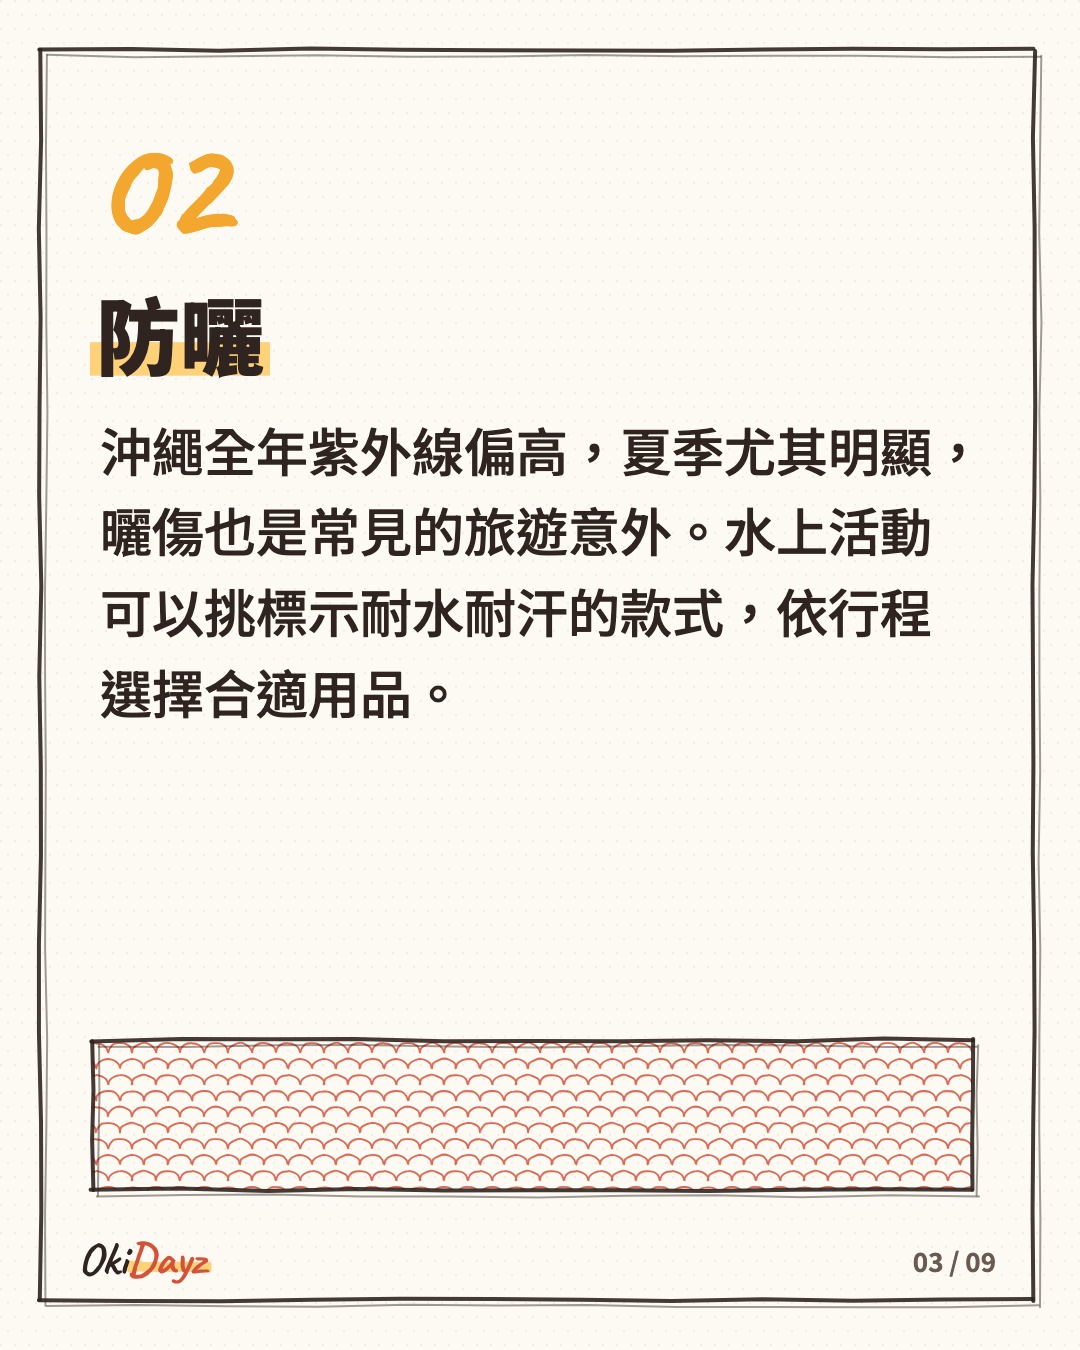 02
防曬
沖繩全年紫外線偏高，夏季尤其明顯，
曬傷也是常見的旅遊意外。水上活動
可以挑標示耐水耐汗的款式，依行程
選擇合適用品。
OkiDayz
03 / 09